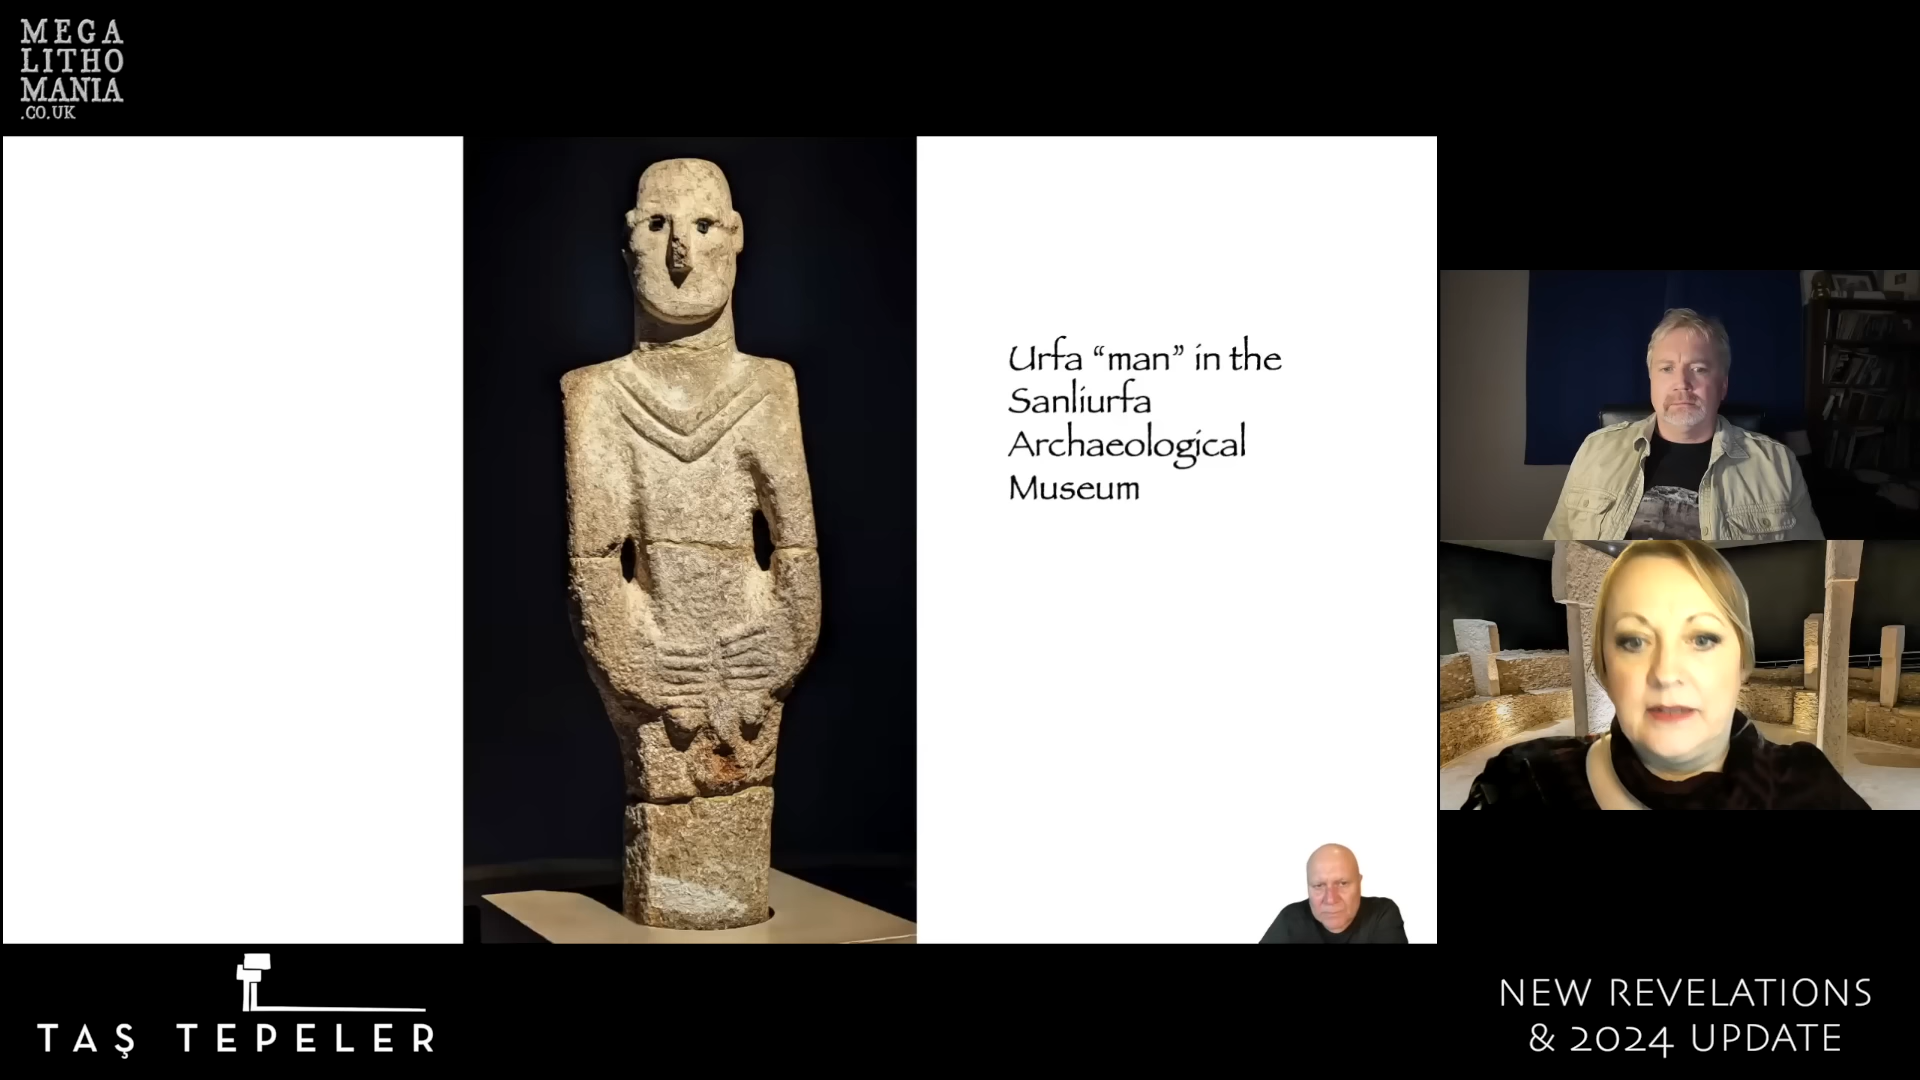 MEGA
LITHO
MANIA
.CO.UK
Urfa “man” in the
Sanliurfa
Archaeological
Museum
TAŞ TEPELER
NEW REVELATIONS
& 2024 UPDATE